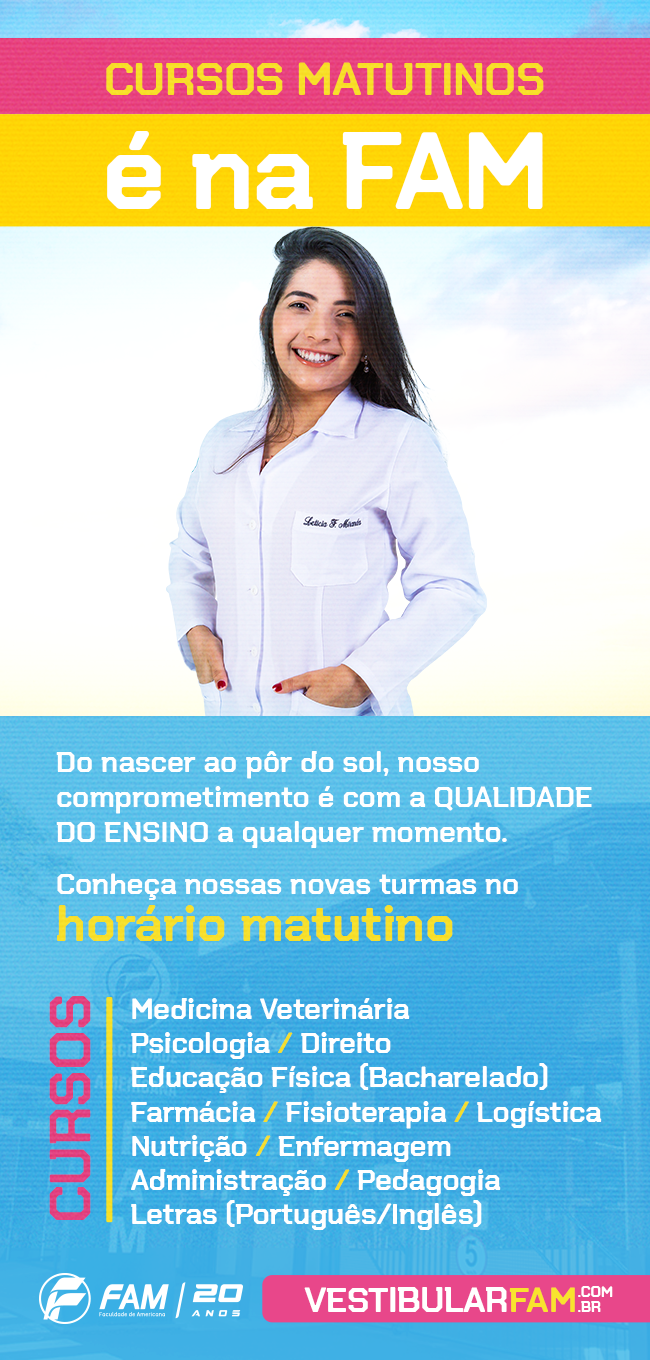 CURSOS MATUTINOS
é na FAM
Leticia F. Miranda
Do nascer ao pôr do sol, nosso
comprometimento é com a QUALIDADE
DO ENSINO a qualquer momento.
Conheça nossas novas turmas no
horário matutino
CURSOS
Medicina Veterinária
Psicologia / Direito
Educação Física (Bacharelado)
Farmácia / Fisioterapia / Logística
Nutrição / Enfermagem
Administração / Pedagogia
Letras (Português/Inglês)
FAM
Faculdade de Americana
20
ANOS
VESTIBULARFAM.COM
.BR